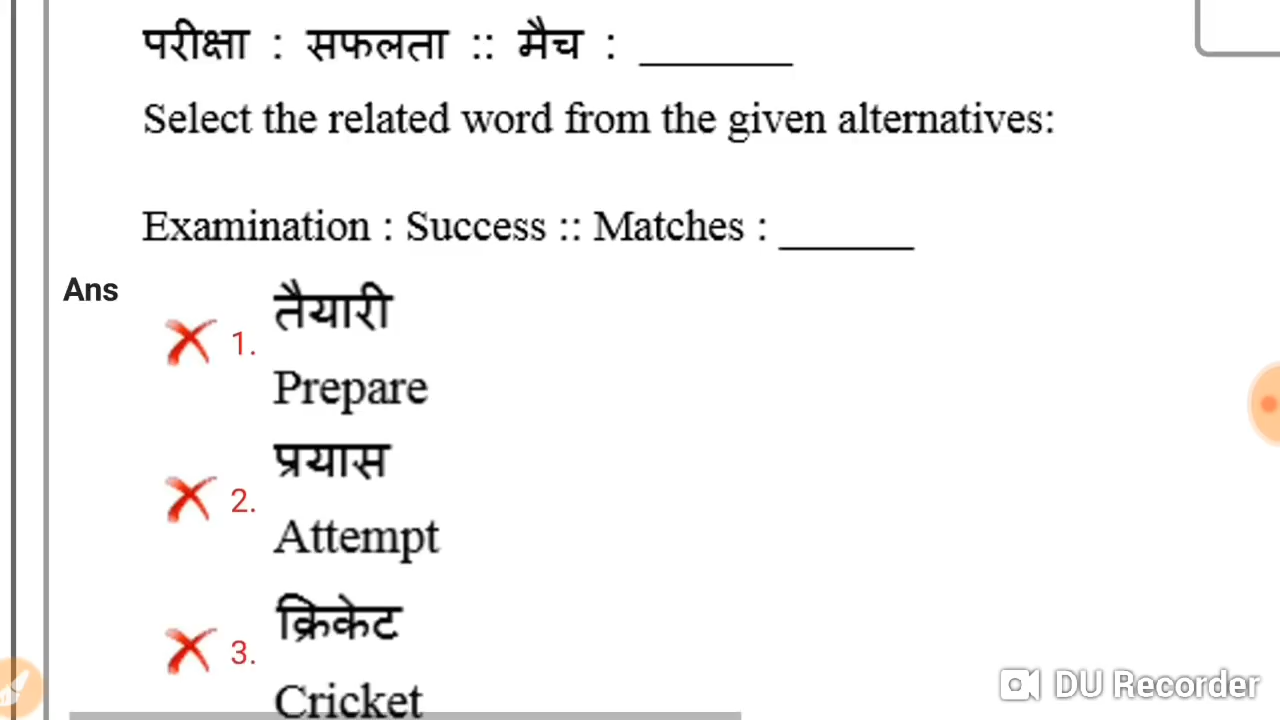 परीक्षा : सफलता :: मैच : _______
Select the related word from the given alternatives:
Examination : Success :: Matches : ______
Ans
तैयारी
1.
Prepare
प्रयास
2.
Attempt
क्रिकेट
3.
Cricket
DU Recorder